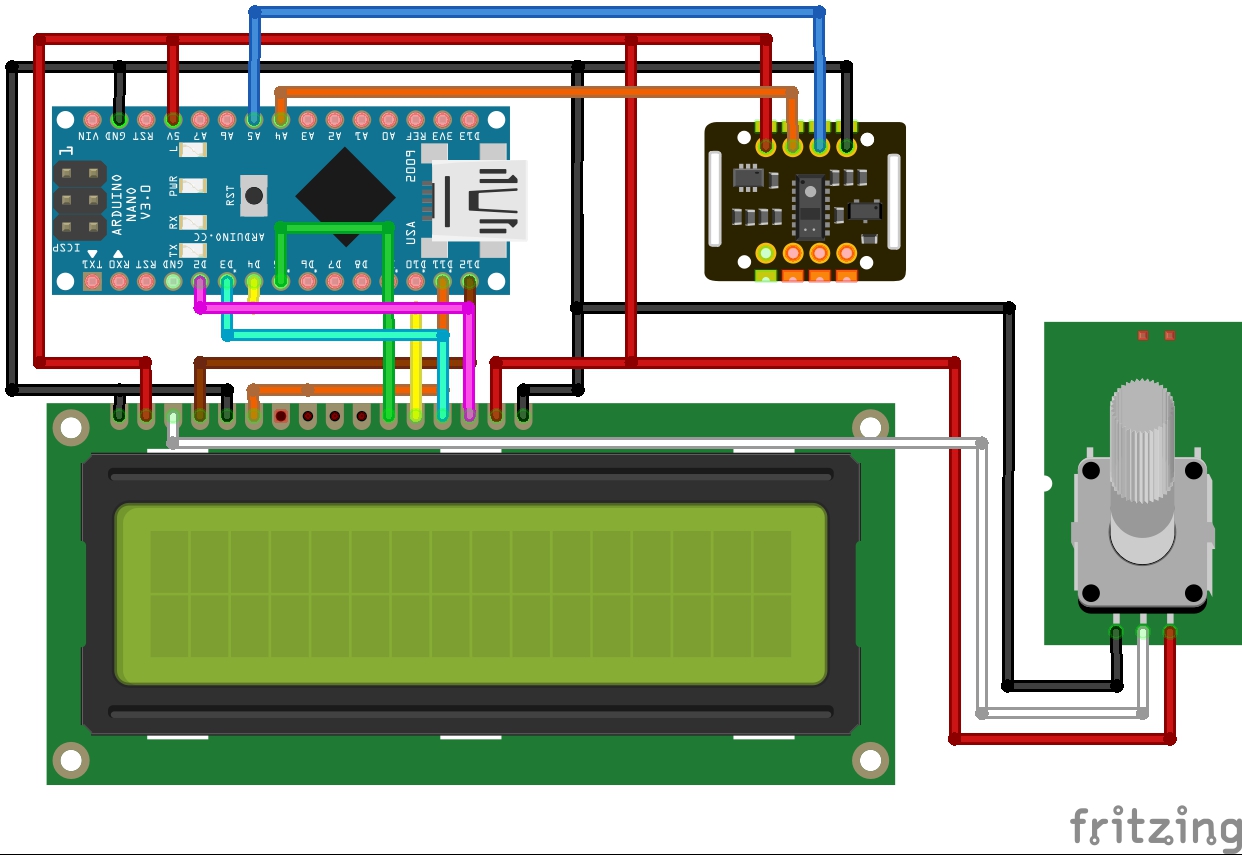 VIN GND RST 5V A7 A6 A5 A4 A3 A2 A1 A0 REF 3V3 D13
1
L
PWR
RX
TX
ARDUINO
NANO
V3.0
RST
ARDUINO.CC
2009
USA
ICSP
TX1 RX0 RST GND D2 D3 D4 D6 D7 D8 D10 D11 D12
fritzing